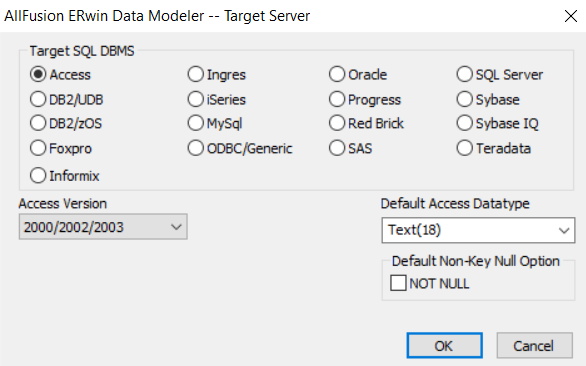 AllFusion ERwin Data Modeler -- Target Server
Target SQL DBMS
Access Ingres Oracle SQL Server
DB2/UDB iSeries Progress Sybase
DB2/zOS MySql Red Brick Sybase IQ
Foxpro ODBC/Generic SAS Teradata
Informix
Access Version Default Access Datatype
2000/2002/2003 Text(18)
Default Non-Key Null Option
NOT NULL
OK Cancel